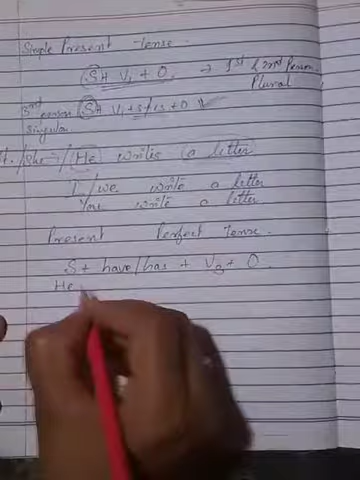 Simple Present Tense.
S+ V1 + O. → 1st & 2nd Person
Plural
3rd person S+ V1+s/es+O
singular
It./She/He writes a letter
I/we write a letter
You write a letter
Present Perfect Tense.
S+ have/has + V3+ O.
He